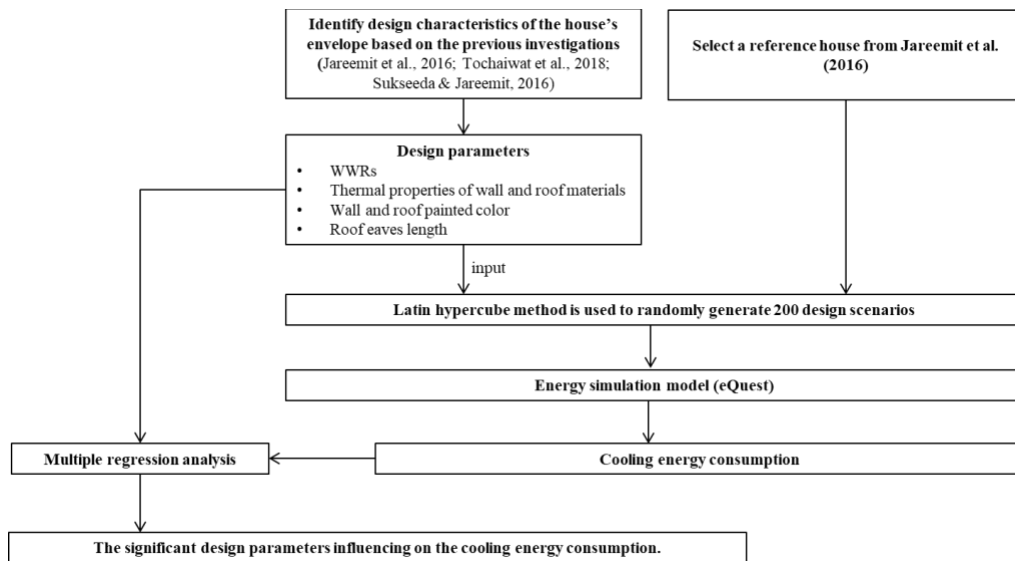 Identify design characteristics of the house's
envelope based on the previous investigations
(Jareemit et al., 2016; Tochaiwat et al., 2018;
Sukseeda & Jareemit, 2016)
Select a reference house from Jareemit et al.
(2016)
Design parameters
• WWRs
• Thermal properties of wall and roof materials
• Wall and roof painted color
• Roof eaves length
input
Latin hypercube method is used to randomly generate 200 design scenarios
Energy simulation model (eQuest)
Multiple regression analysis
Cooling energy consumption
The significant design parameters influencing on the cooling energy consumption.